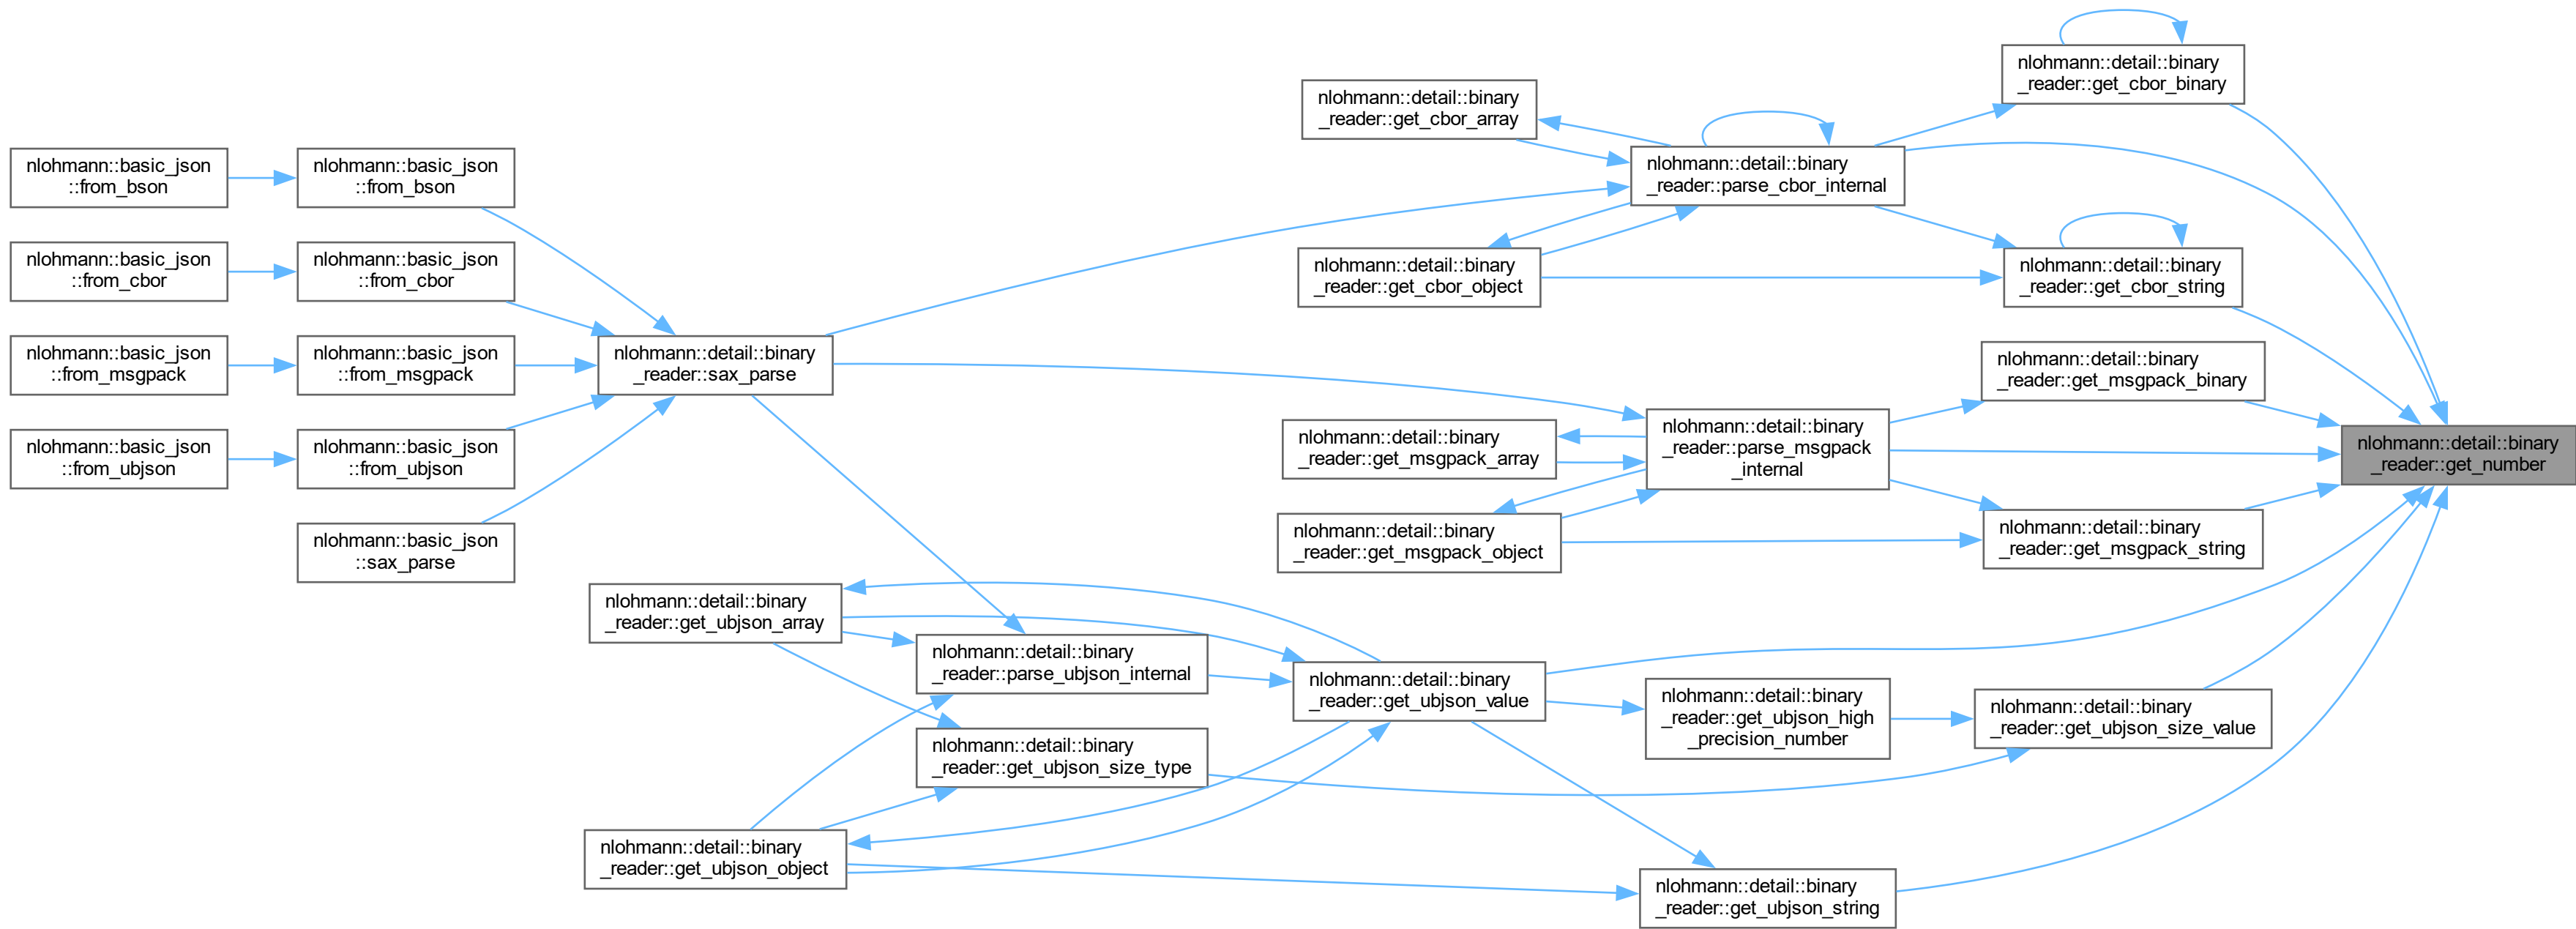 nlohmann::basic_json
::from_bson
nlohmann::basic_json
::from_cbor
nlohmann::basic_json
::from_msgpack
nlohmann::basic_json
::from_ubjson
nlohmann::basic_json
::from_bson
nlohmann::basic_json
::from_cbor
nlohmann::basic_json
::from_msgpack
nlohmann::basic_json
::from_ubjson
nlohmann::basic_json
::sax_parse
nlohmann::detail::binary
_reader::sax_parse
nlohmann::detail::binary
_reader::get_ubjson_array
nlohmann::detail::binary
_reader::get_ubjson_object
nlohmann::detail::binary
_reader::parse_ubjson_internal
nlohmann::detail::binary
_reader::get_ubjson_size_type
nlohmann::detail::binary
_reader::get_cbor_array
nlohmann::detail::binary
_reader::get_cbor_object
nlohmann::detail::binary
_reader::get_msgpack_array
nlohmann::detail::binary
_reader::get_msgpack_object
nlohmann::detail::binary
_reader::get_ubjson_value
nlohmann::detail::binary
_reader::parse_cbor_internal
nlohmann::detail::binary
_reader::parse_msgpack
_internal
nlohmann::detail::binary
_reader::get_ubjson_high
_precision_number
nlohmann::detail::binary
_reader::get_ubjson_string
nlohmann::detail::binary
_reader::get_cbor_binary
nlohmann::detail::binary
_reader::get_cbor_string
nlohmann::detail::binary
_reader::get_msgpack_binary
nlohmann::detail::binary
_reader::get_msgpack_string
nlohmann::detail::binary
_reader::get_ubjson_size_value
nlohmann::detail::binary
_reader::get_number